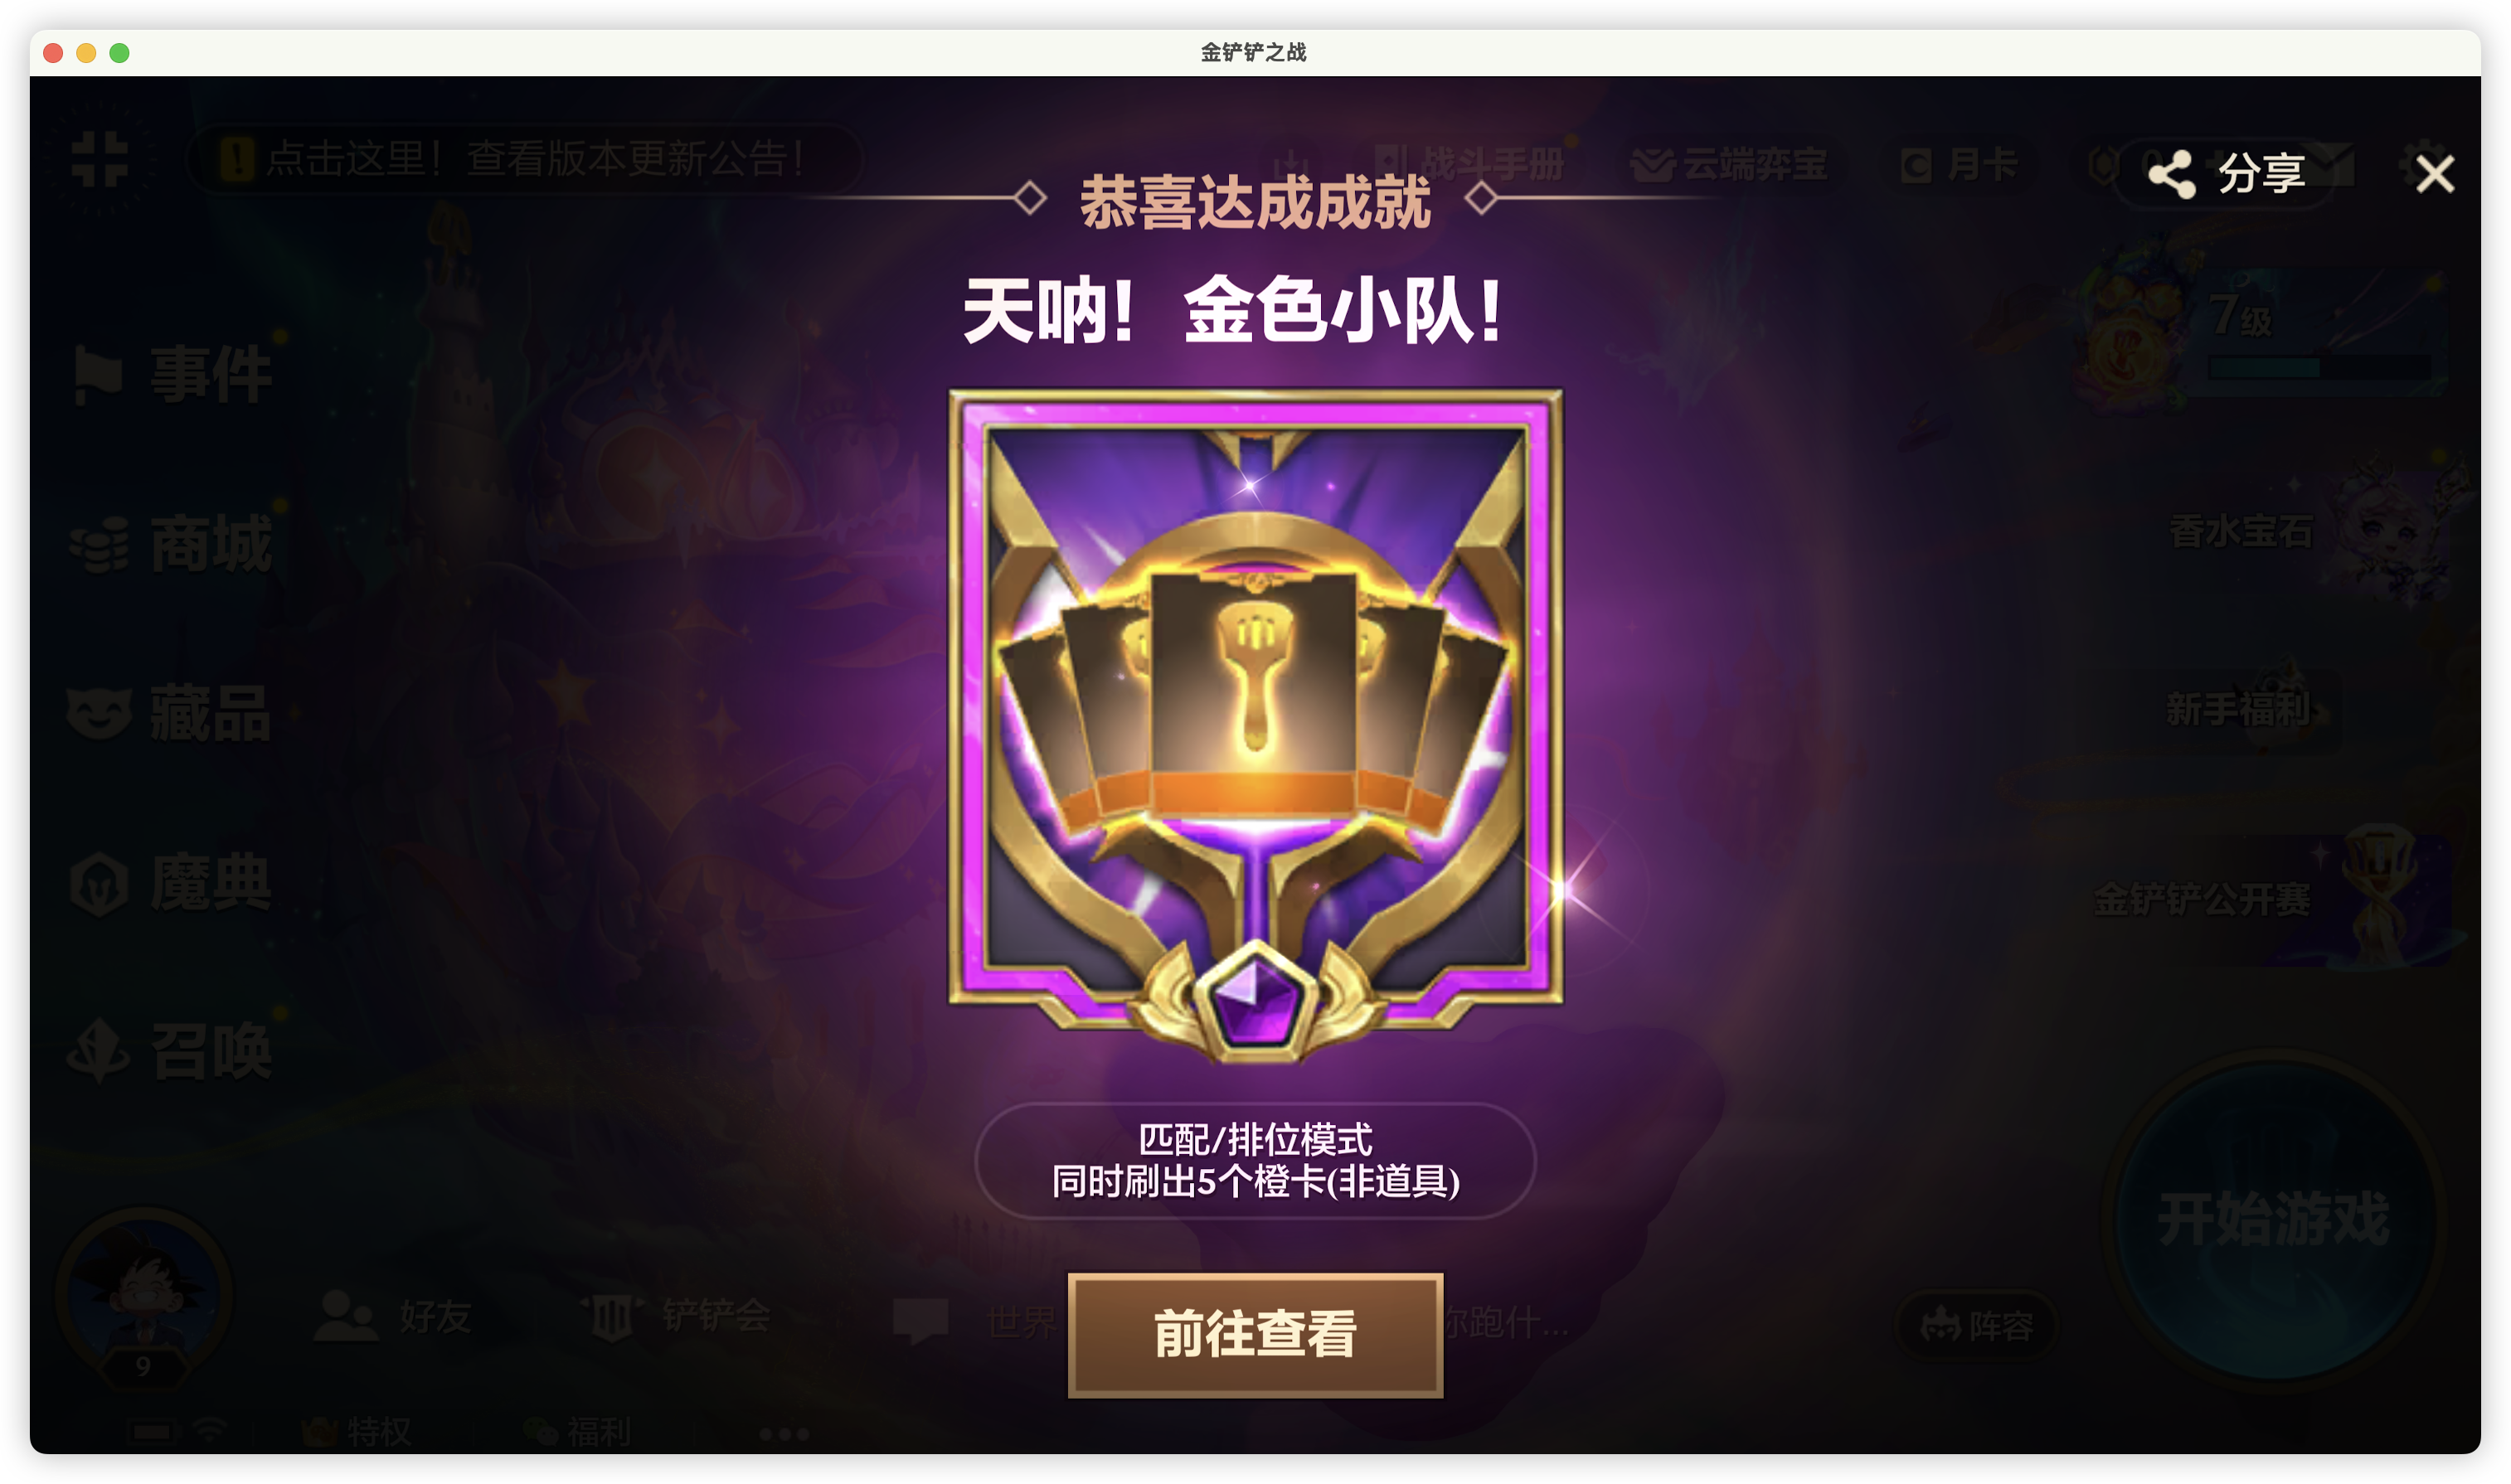 金铲铲之战
点击这里！查看版本更新公告！
战斗手册
云端弈宝
月卡
分享
恭喜达成成就
天呐！金色小队！
7级
事件
商城
藏品
魔典
召唤
香水宝石
新手福利
金铲铲公开赛
匹配/排位模式
同时刷出5个橙卡(非道具)
前往查看
开始游戏
9
好友
铲铲会
世界
你跑什...
阵容
特权
福利